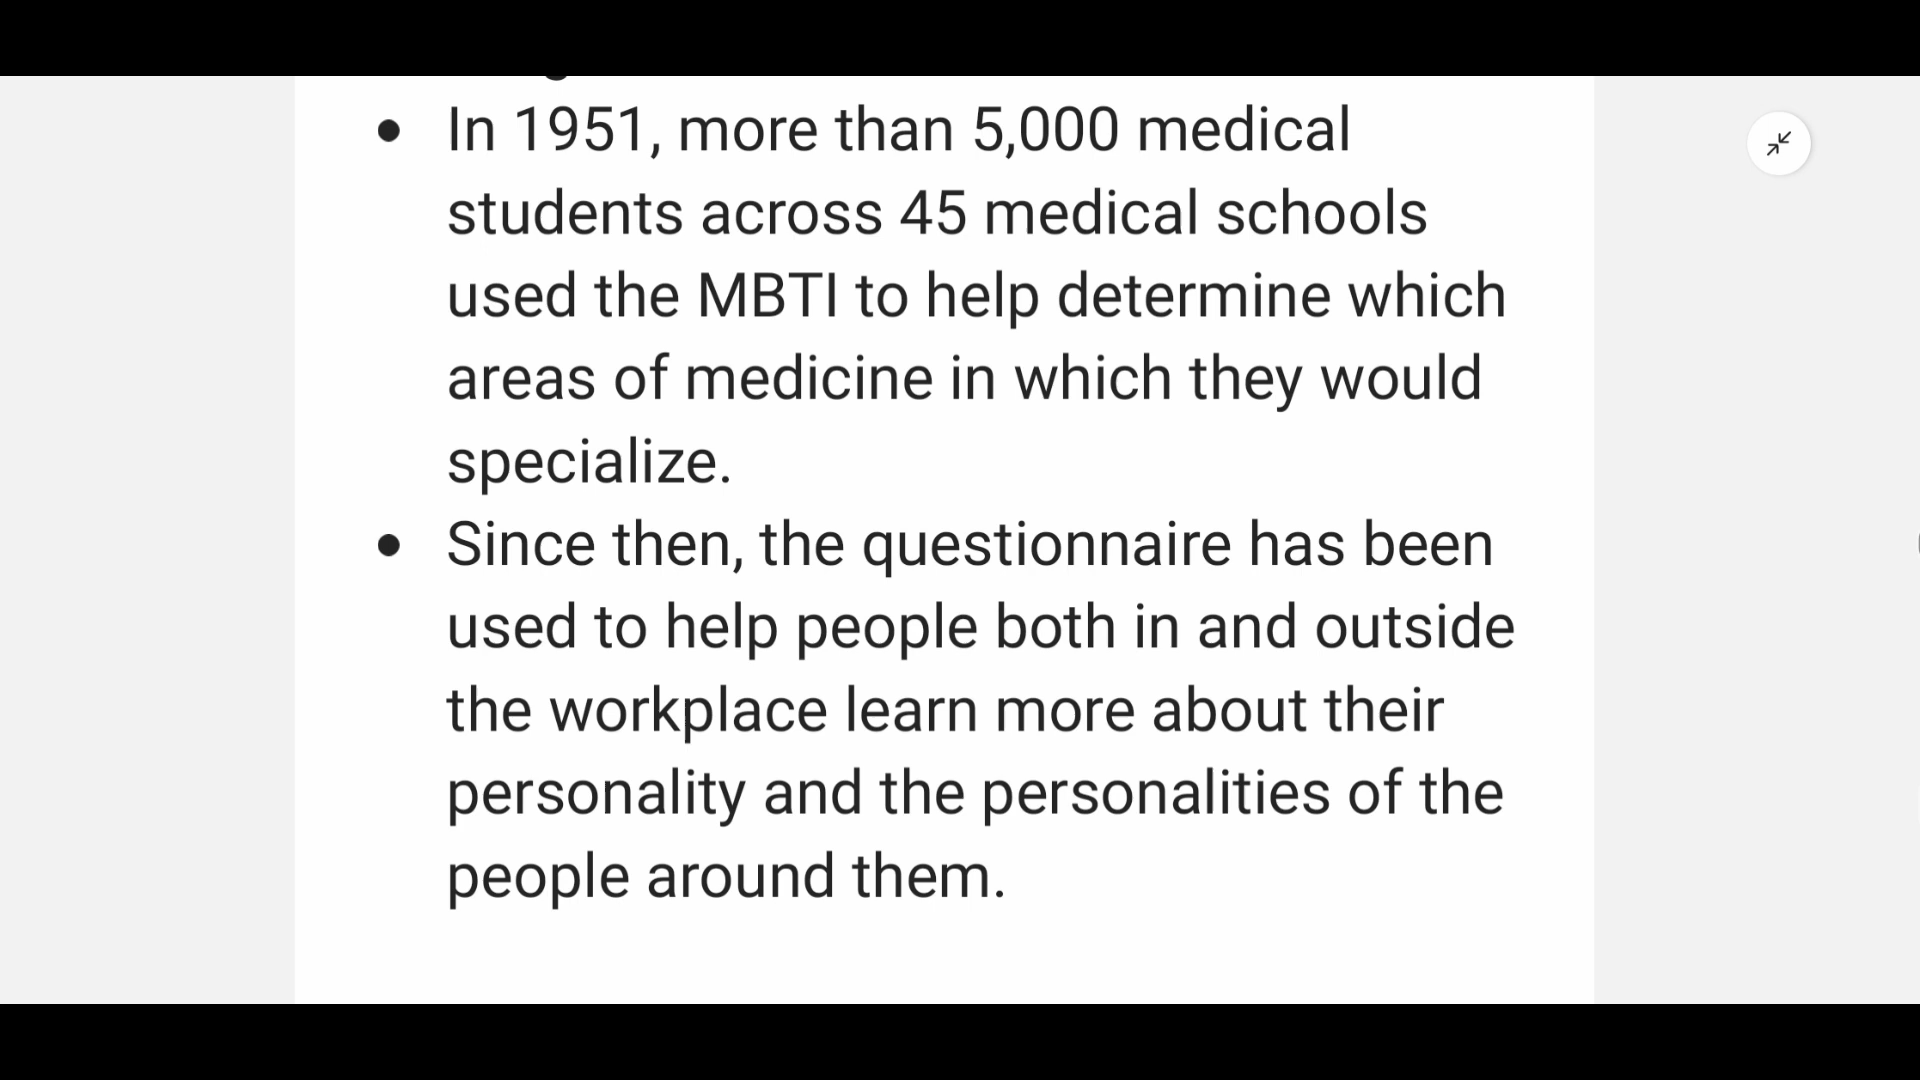 • In 1951, more than 5,000 medical
students across 45 medical schools
used the MBTI to help determine which
areas of medicine in which they would
specialize.
• Since then, the questionnaire has been
used to help people both in and outside
the workplace learn more about their
personality and the personalities of the
people around them.